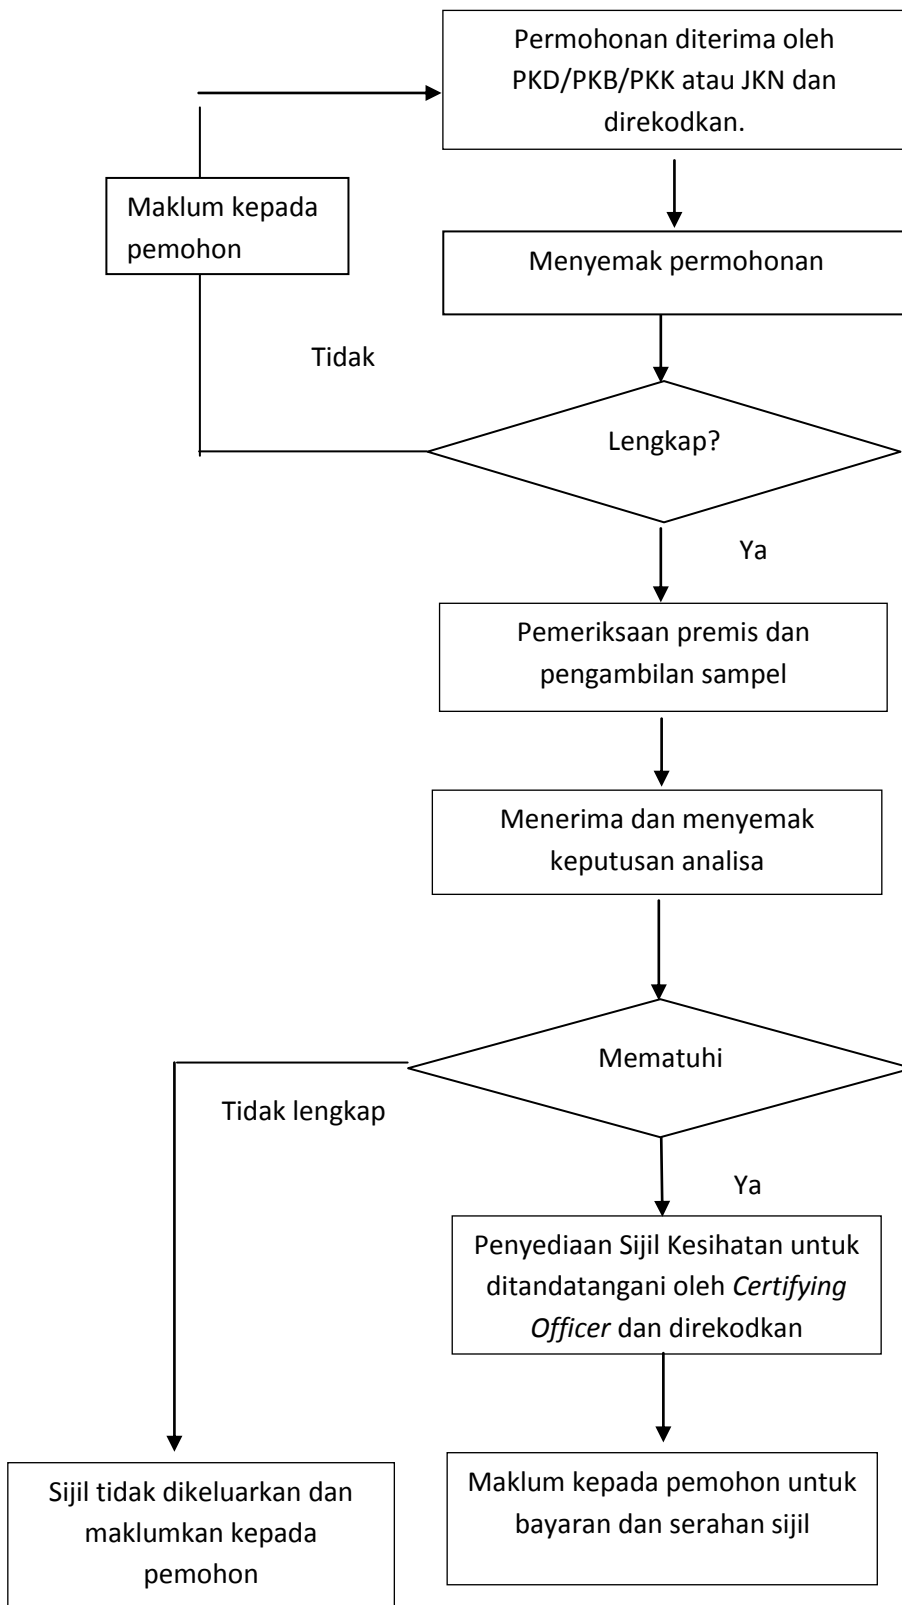 Permohonan diterima oleh
PKD/PKB/PKK atau JKN dan
direkodkan.
Maklum kepada
pemohon
Menyemak permohonan
Tidak
Lengkap?
Ya
Pemeriksaan premis dan
pengambilan sampel
Menerima dan menyemak
keputusan analisa
Mematuhi
Tidak lengkap
Ya
Penyediaan Sijil Kesihatan untuk
ditandatangani oleh Certifying
Officer dan direkodkan
Maklum kepada pemohon untuk
bayaran dan serahan sijil
Sijil tidak dikeluarkan dan
maklumkan kepada
pemohon